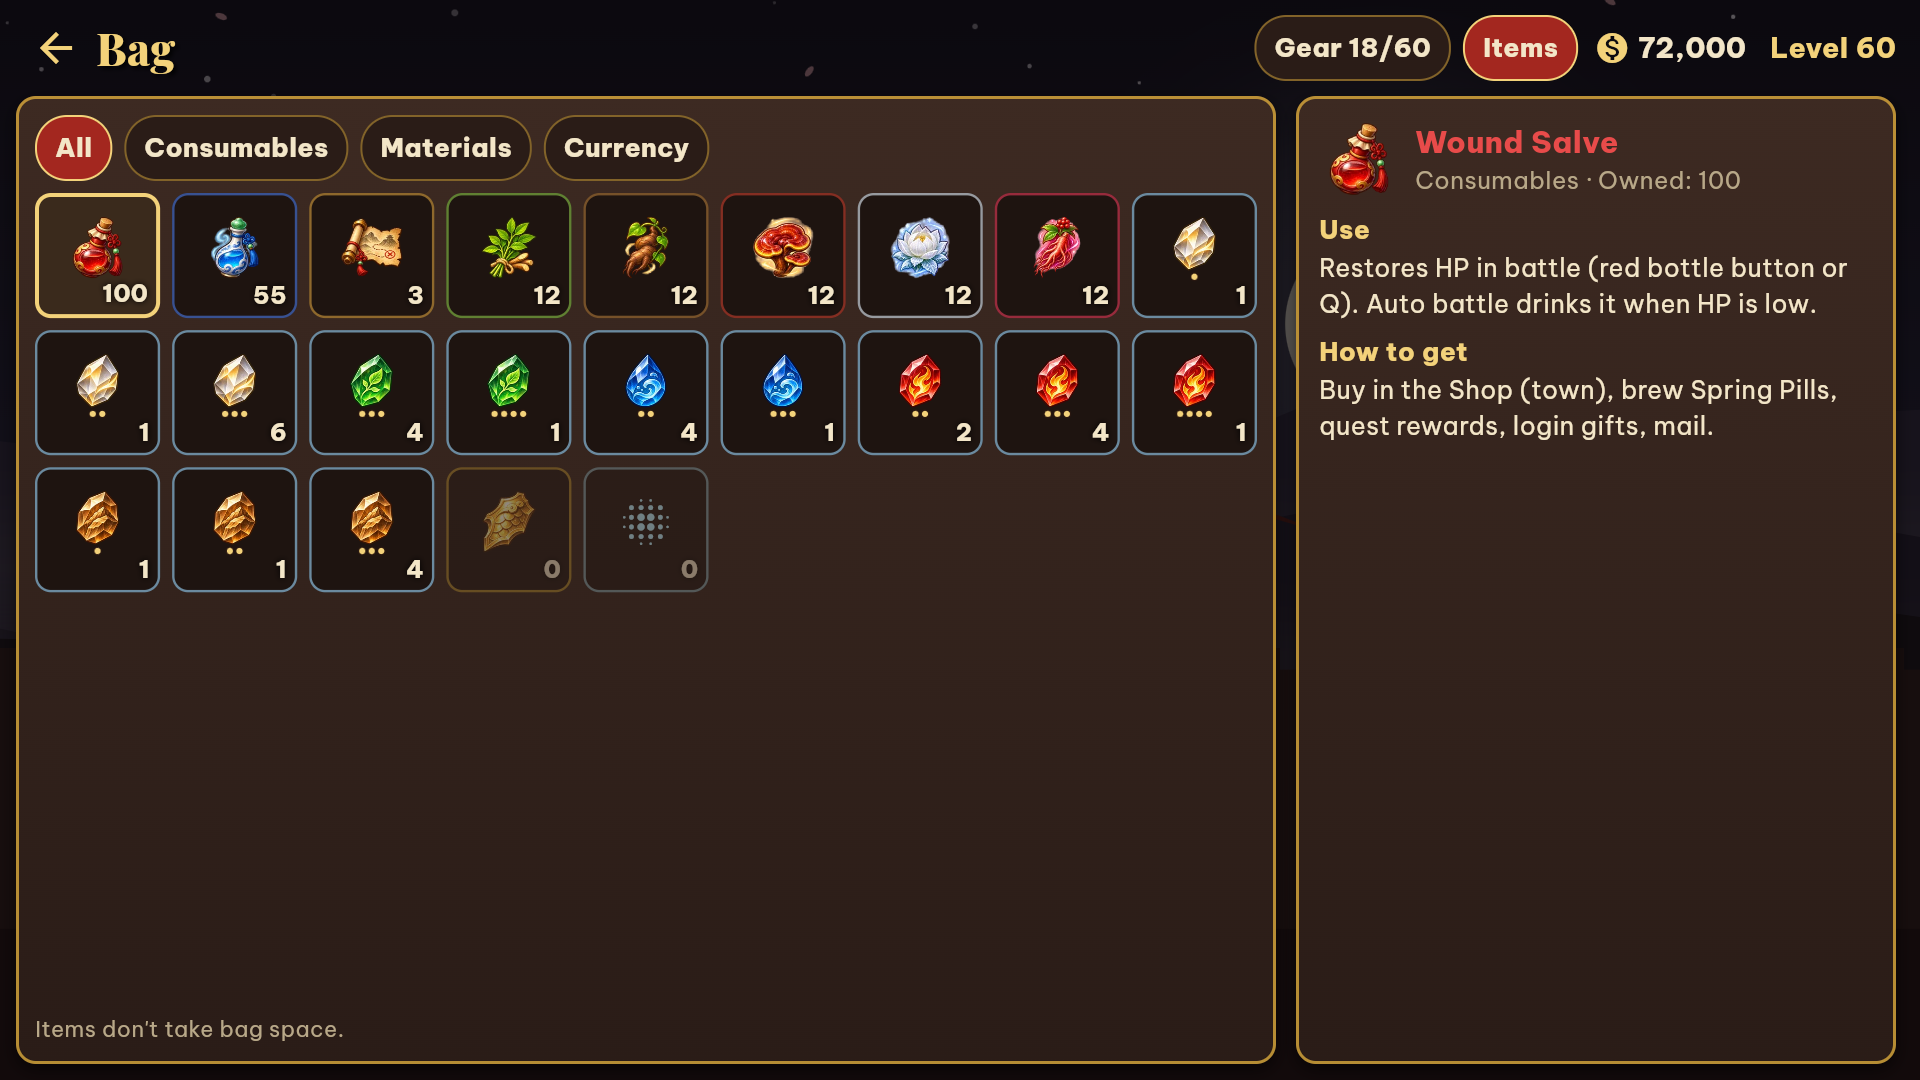 Bag
Gear 18/60
Items
$ 72,000
Level 60
All
Consumables
Materials
Currency
100
55
3
12
12
12
12
12
1
1
6
4
1
4
1
2
4
1
1
1
4
0
0
Items don't take bag space.
Wound Salve
Consumables · Owned: 100
Use
Restores HP in battle (red bottle button or
Q). Auto battle drinks it when HP is low.
How to get
Buy in the Shop (town), brew Spring Pills,
quest rewards, login gifts, mail.